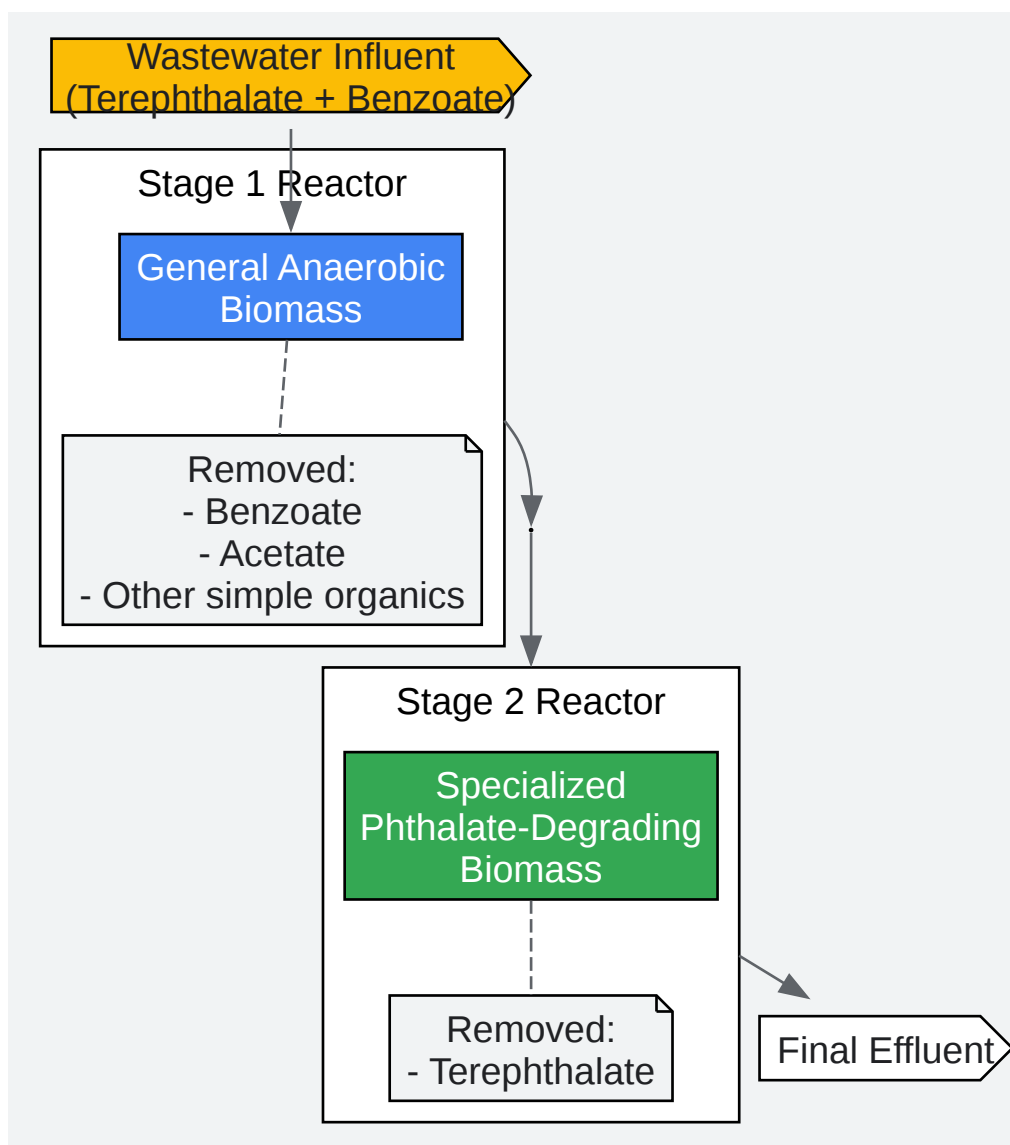 Wastewater Influent
(Terephthalate + Benzoate)
Stage 1 Reactor
General Anaerobic
Biomass
Removed:
- Benzoate
- Acetate
- Other simple organics
Stage 2 Reactor
Specialized
Phthalate-Degrading
Biomass
Removed:
- Terephthalate
Final Effluent